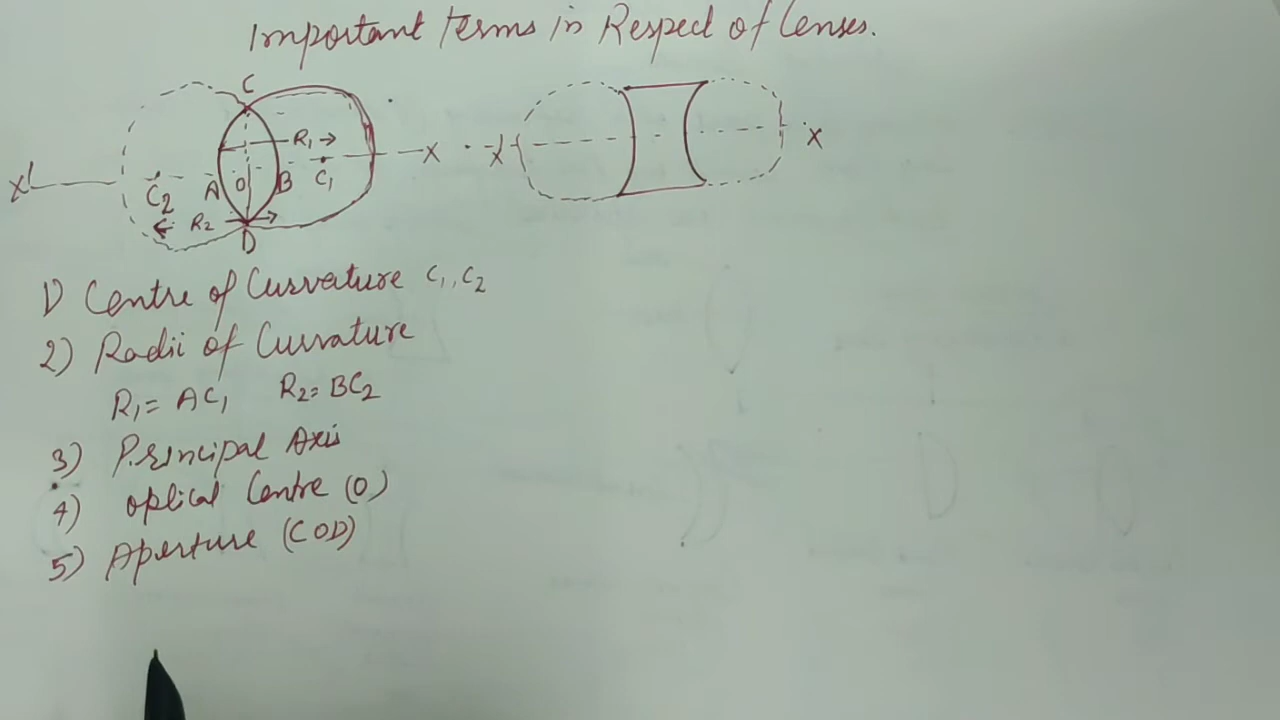 Important terms in Respect of Lenses.
C
R₁ →
X' X X' X
C₂ A O B C₁
← R₂ →
D
1) Centre of Curvature C₁, C₂
2) Radii of Curvature
R₁ = AC₁ R₂ = BC₂
3) Principal Axis
4) Optical Centre (O)
5) Aperture (COD)